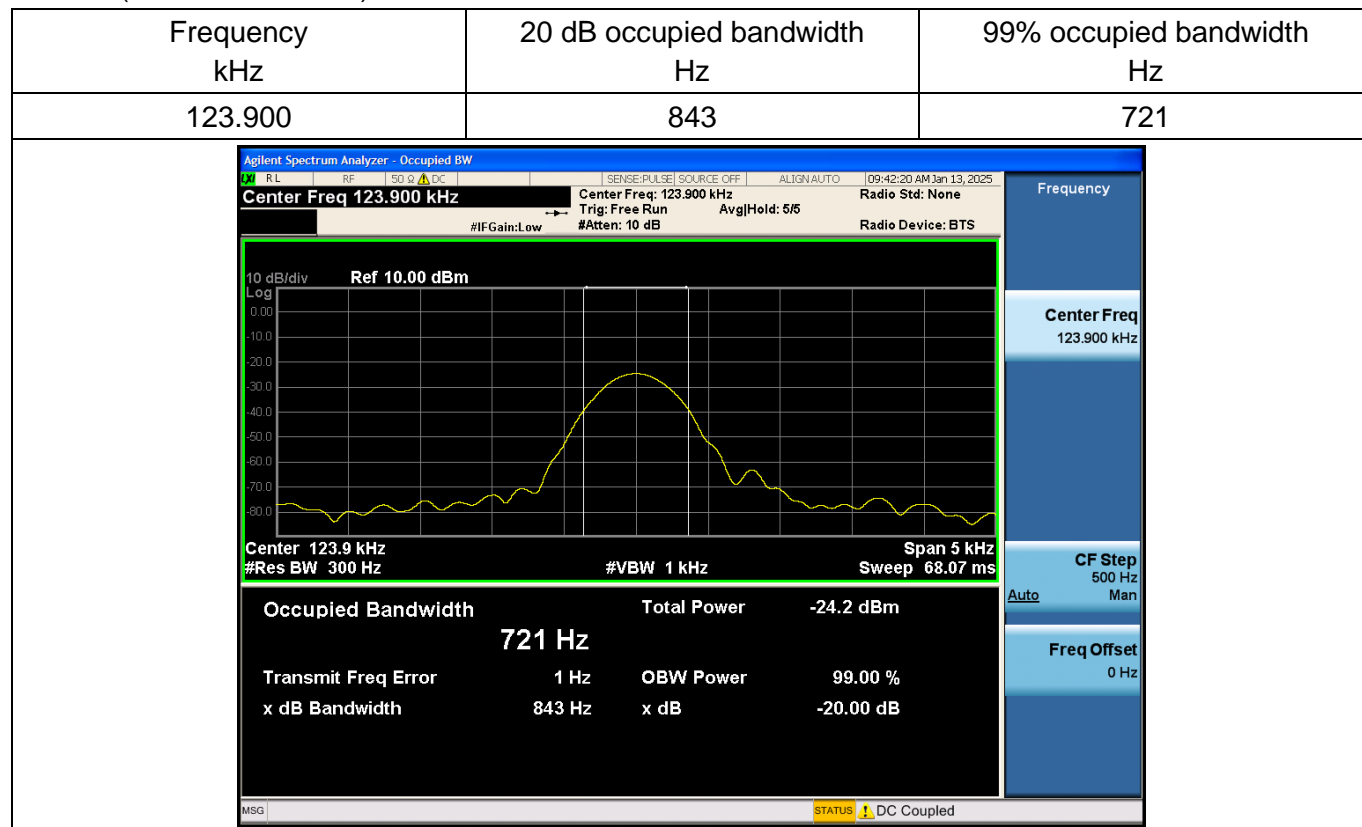 Frequency
kHz
20 dB occupied bandwidth
Hz
99% occupied bandwidth
Hz
123.900
843
721
Agilent Spectrum Analyzer - Occupied BW
LXI RL RF 50 Ω DC SENSE:PULSE SOURCE OFF ALIGN AUTO 09:42:20 AM Jan 13, 2025
Center Freq 123.900 kHz
Center Freq: 123.900 kHz
Radio Std: None
Trig: Free Run Avg|Hold: 5/5
#IFGain:Low
#Atten: 10 dB
Radio Device: BTS
Frequency
10 dB/div Ref 10.00 dBm
Log
0.00
-10.0
-20.0
-30.0
-40.0
-50.0
-60.0
-70.0
-80.0
Center 123.9 kHz Span 5 kHz
#Res BW 300 Hz #VBW 1 kHz Sweep 68.07 ms
Center Freq
123.900 kHz
CF Step
500 Hz
Auto Man
Freq Offset
0 Hz
Occupied Bandwidth Total Power -24.2 dBm
721 Hz
Transmit Freq Error 1 Hz OBW Power 99.00 %
x dB Bandwidth 843 Hz x dB -20.00 dB
MSG STATUS DC Coupled